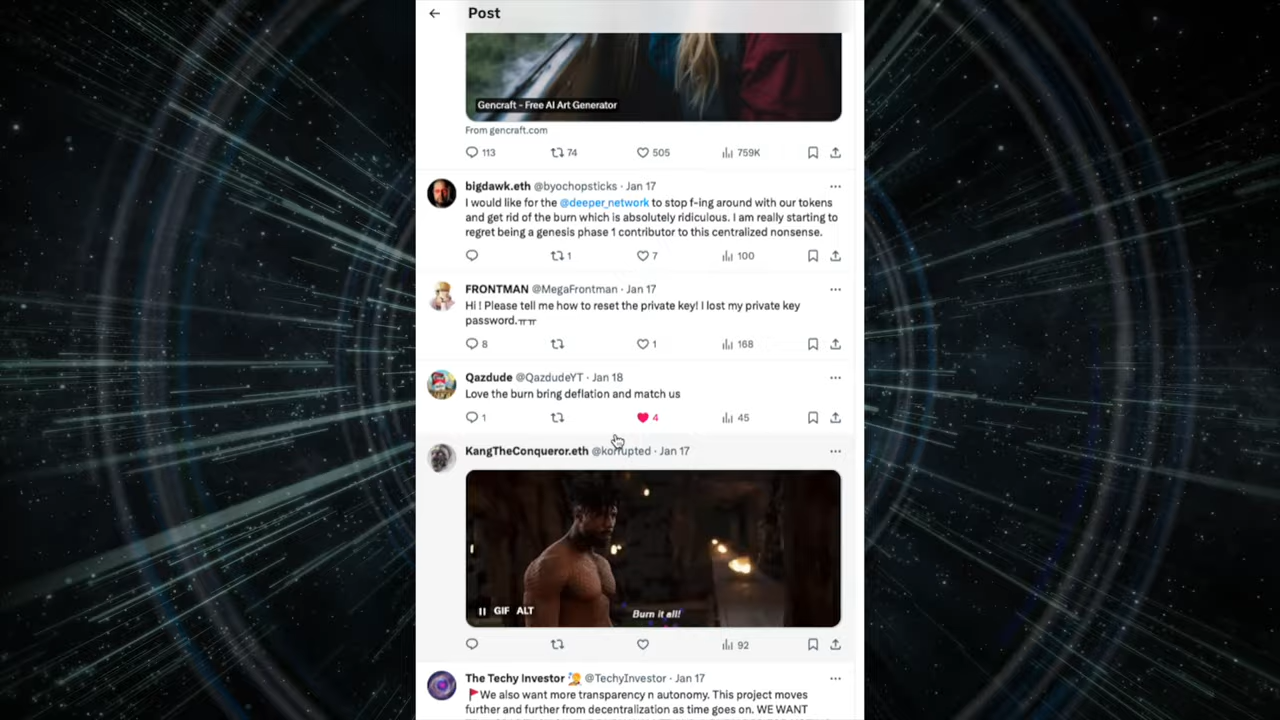 Post
Gencraft - Free AI Art Generator
From gencraft.com
113 74 505 759K
bigdawk.eth @byochopsticks · Jan 17
I would like for the @deeper_network to stop f-ing around with our tokens
and get rid of the burn which is absolutely ridiculous. I am really starting to
regret being a genesis phase 1 contributor to this centralized nonsense.
1 7 100
FRONTMAN @MegaFrontman · Jan 17
Hi ! Please tell me how to reset the private key! I lost my private key
password.ㅠㅠ
8 1 168
Qazdude @QazdudeYT · Jan 18
Love the burn bring deflation and match us
1 4 45
KangTheConqueror.eth @korrupted · Jan 17
GIF ALT
Burn it all!
92
The Techy Investor @TechyInvestor · Jan 17
🚩We also want more transparency n autonomy. This project moves
further and further from decentralization as time goes on. WE WANT